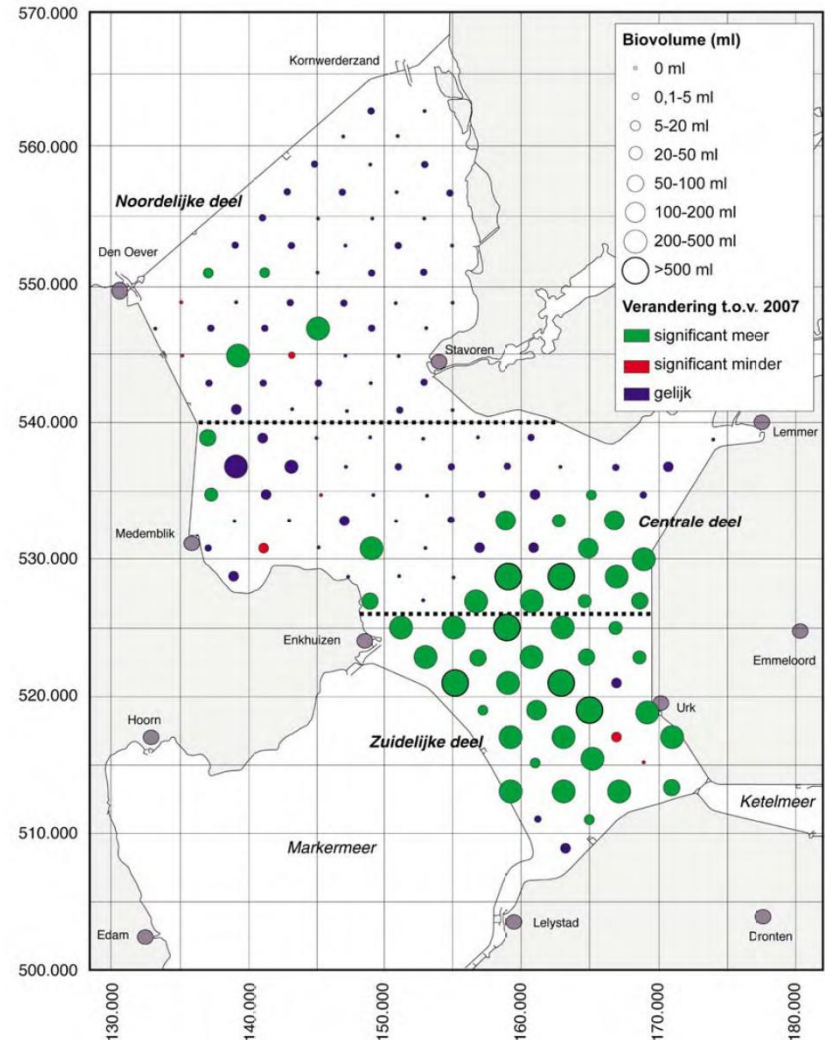 570.000
Kornwerderzand
Biovolume (ml)
0 ml
0,1-5 ml
5-20 ml
20-50 ml
50-100 ml
100-200 ml
200-500 ml
>500 ml
Verandering t.o.v. 2007
significant meer
significant minder
gelijk
560.000
Noordelijke deel
Den Oever
550.000
Stavoren
540.000
Lemmer
Centrale deel
Medemblik
530.000
Enkhuizen
Emmeloord
520.000
Urk
Hoorn
Zuidelijke deel
Ketelmeer
510.000
Markermeer
Lelystad
Edam
Dronten
500.000
130.000
140.000
150.000
160.000
170.000
180.000